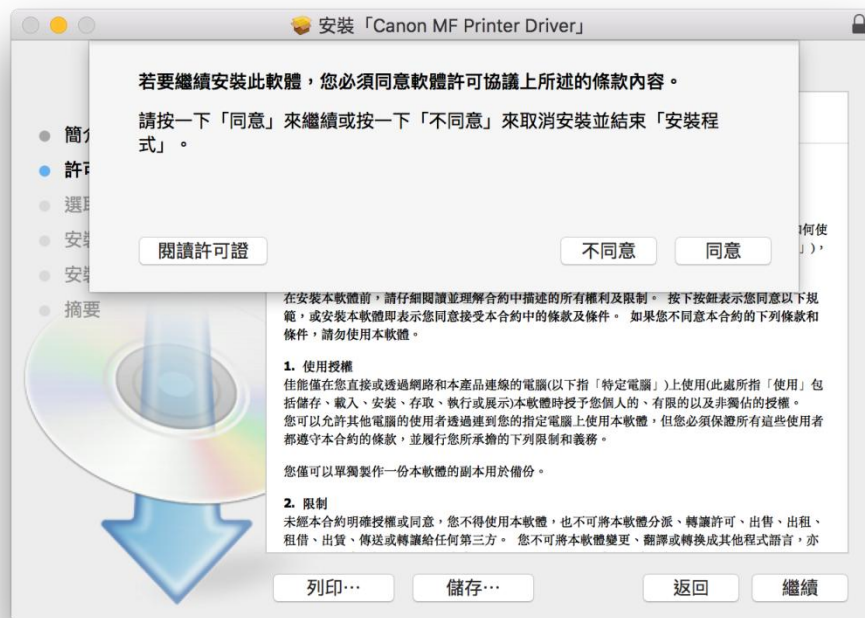 安裝「Canon MF Printer Driver」
若要繼續安裝此軟體，您必須同意軟體許可協議上所述的條款內容。
請按一下「同意」來繼續或按一下「不同意」來取消安裝並結束「安裝程
式」。
閱讀許可證
不同意
同意
簡介
許可
選取
安裝
安裝
摘要
何使
」)，
在安裝本軟體前，請仔細閱讀並理解合約中描述的所有權利及限制。 按下按鈕表示您同意以下規
範，或安裝本軟體即表示您同意接受本合約中的條款及條件。 如果您不同意本合約的下列條款和
條件，請勿使用本軟體。
1. 使用授權
佳能僅在您直接或透過網路和本產品連線的電腦(以下指「特定電腦」)上使用(此處所指「使用」包
括儲存、載入、安裝、存取、執行或展示)本軟體時授予您個人的、有限的以及非獨佔的授權。
您可以允許其他電腦的使用者透過連到您的指定電腦上使用本軟體，但您必須保證所有這些使用者
都遵守本合約的條款，並履行您所承擔的下列限制和義務。
您僅可以單獨製作一份本軟體的副本用於備份。
2. 限制
未經本合約明確授權或同意，您不得使用本軟體，也不可將本軟體分派、轉讓許可、出售、出租、
租借、出賃、傳送或轉讓給任何第三方。 您不可將本軟體變更、翻譯或轉換成其他程式語言，亦
列印⋯
儲存⋯
返回
繼續